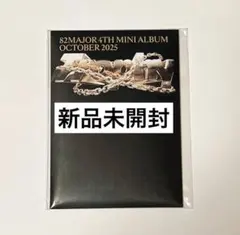 82MAJOR 4TH MINI ALBUM
OCTOBER 2025
新品未開封